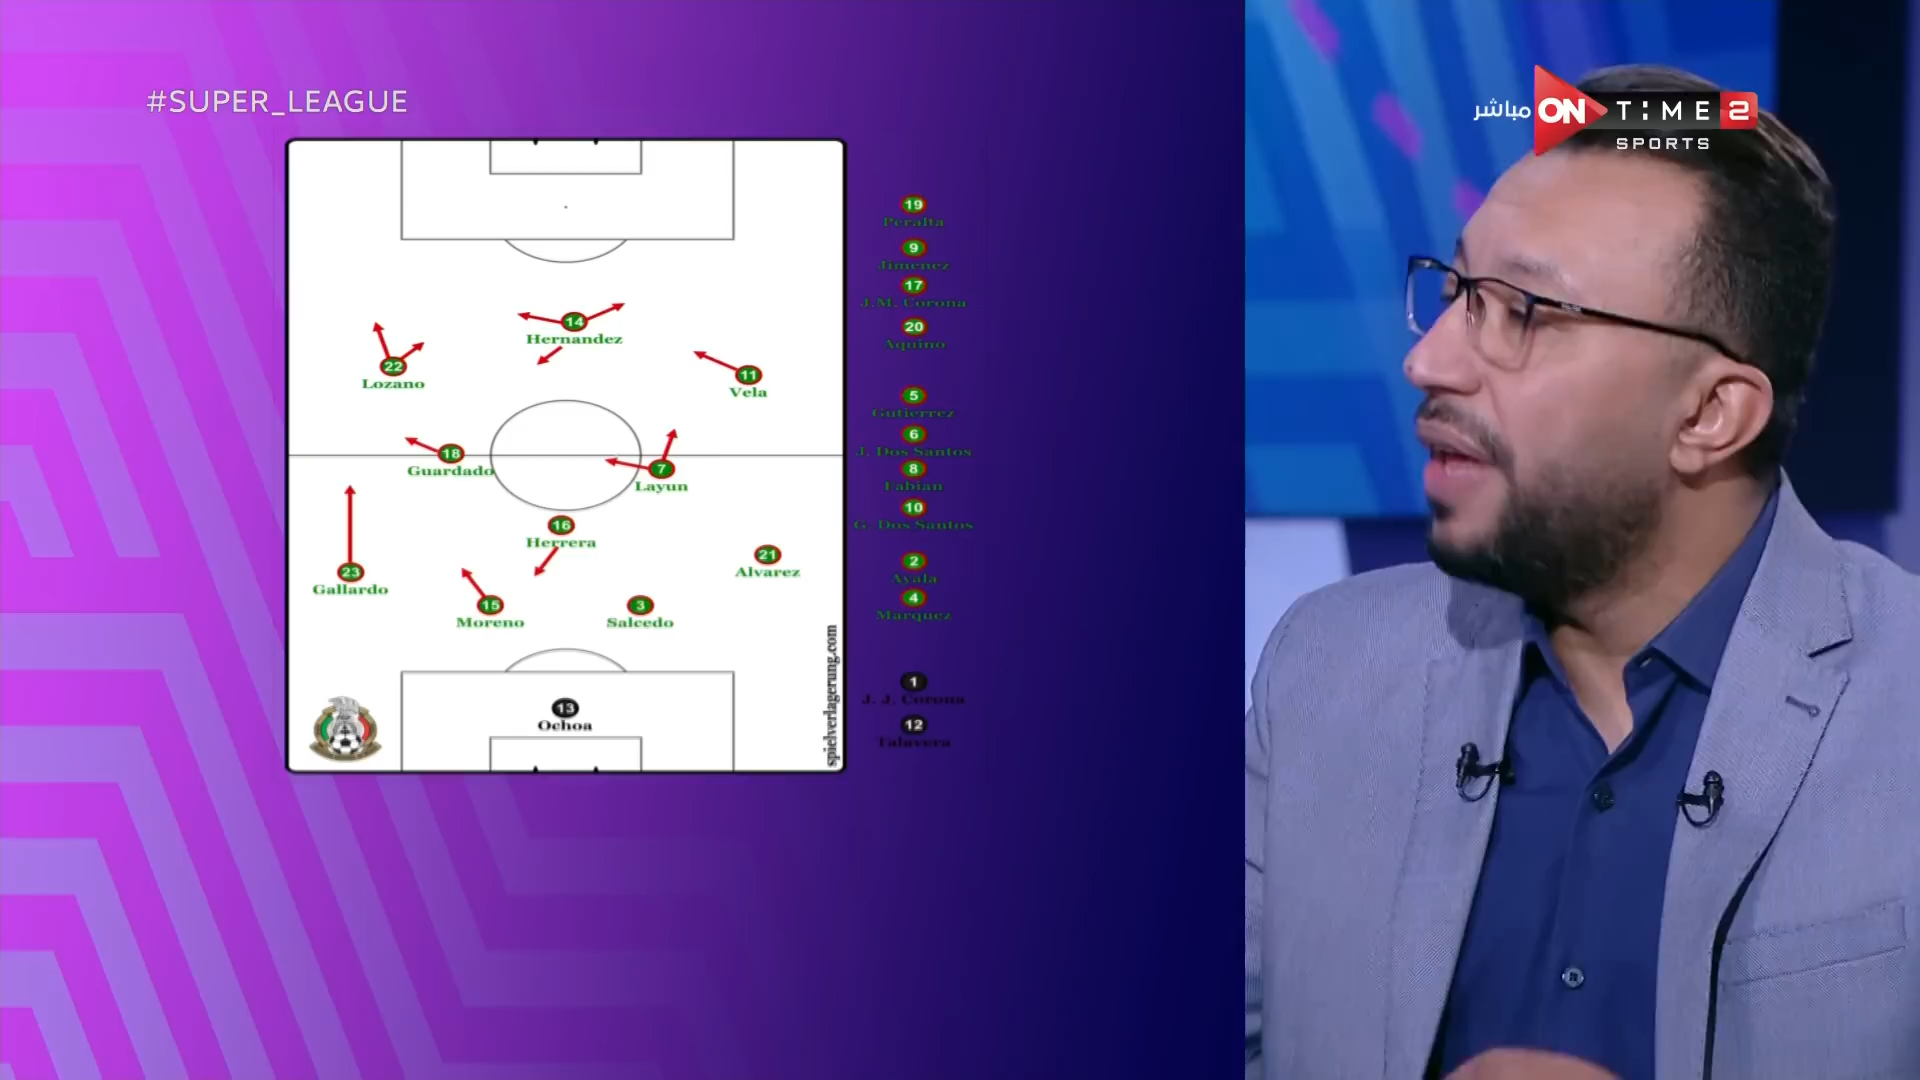 #SUPER_LEAGUE
مباشر ON TIME 2
SPORTS
19
Peralta
9
Jimenez
17
J.M. Corona
20
Aquino
14
Hernandez
22
Lozano
11
Vela
5
Gutierrez
6
J. Dos Santos
18
Guardado
7
Layun
8
Fabian
10
G. Dos Santos
16
Herrera
21
Alvarez
23
Gallardo
15
Moreno
3
Salcedo
2
Ayala
4
Marquez
13
Ochoa
1
J. J. Corona
12
Talavera
spielverlagerung.com